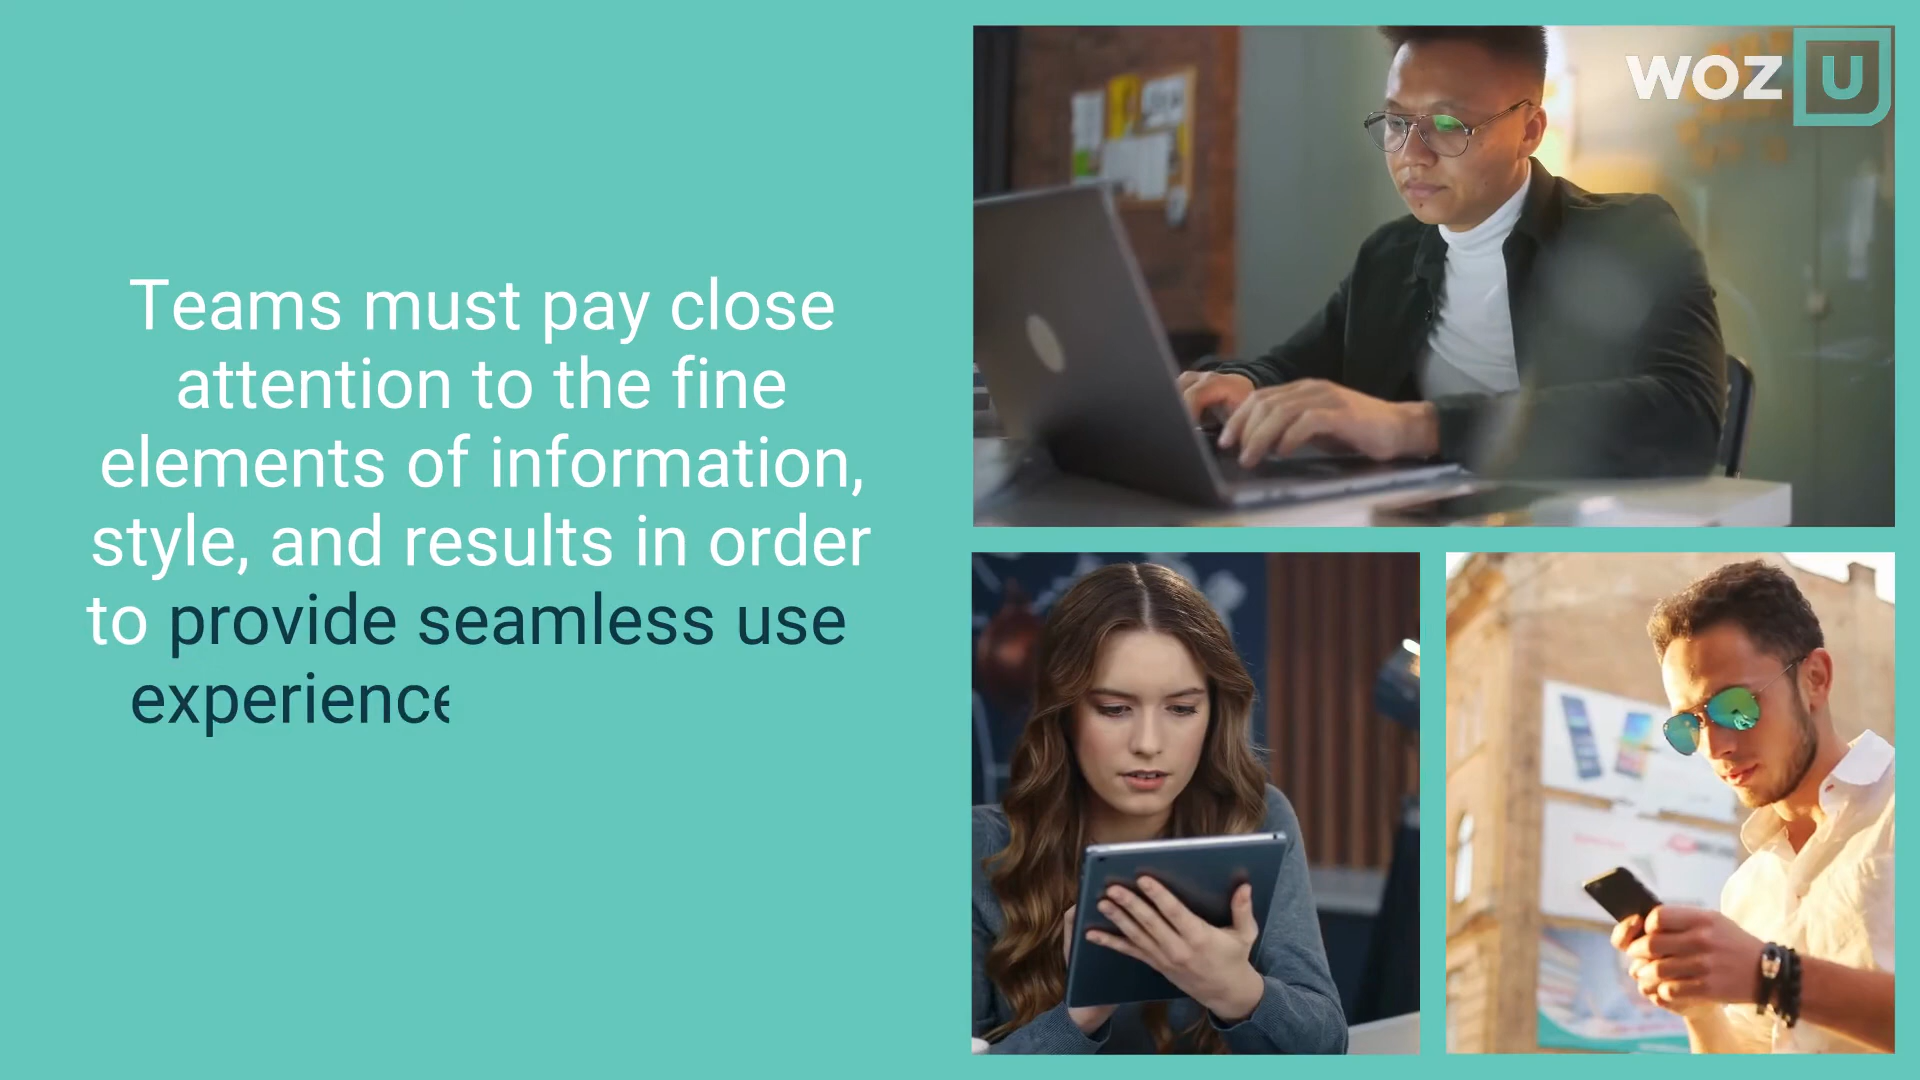 WOZ U
Teams must pay close
attention to the fine
elements of information,
style, and results in order
to provide seamless use
experience